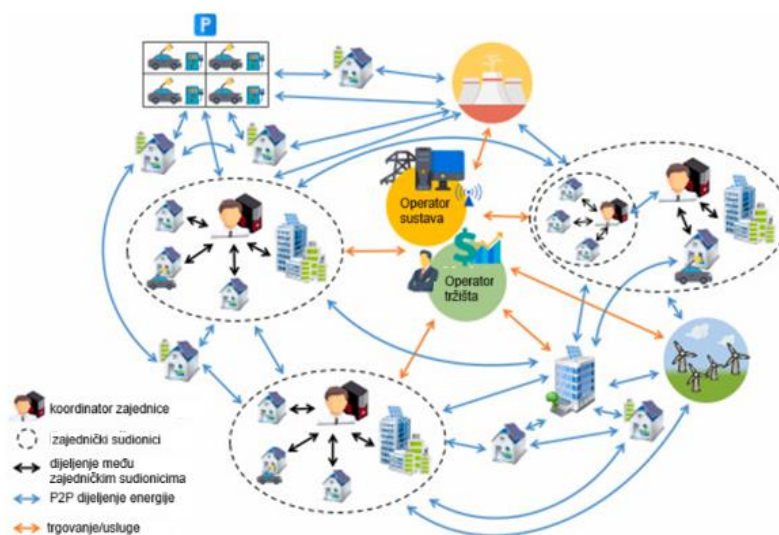 P
Operator
sustava
Operator
tržišta
koordinator zajednice
zajednički sudionici
dijeljenje među
zajedničkim sudionicima
P2P dijeljenje energije
trgovanje/usluge